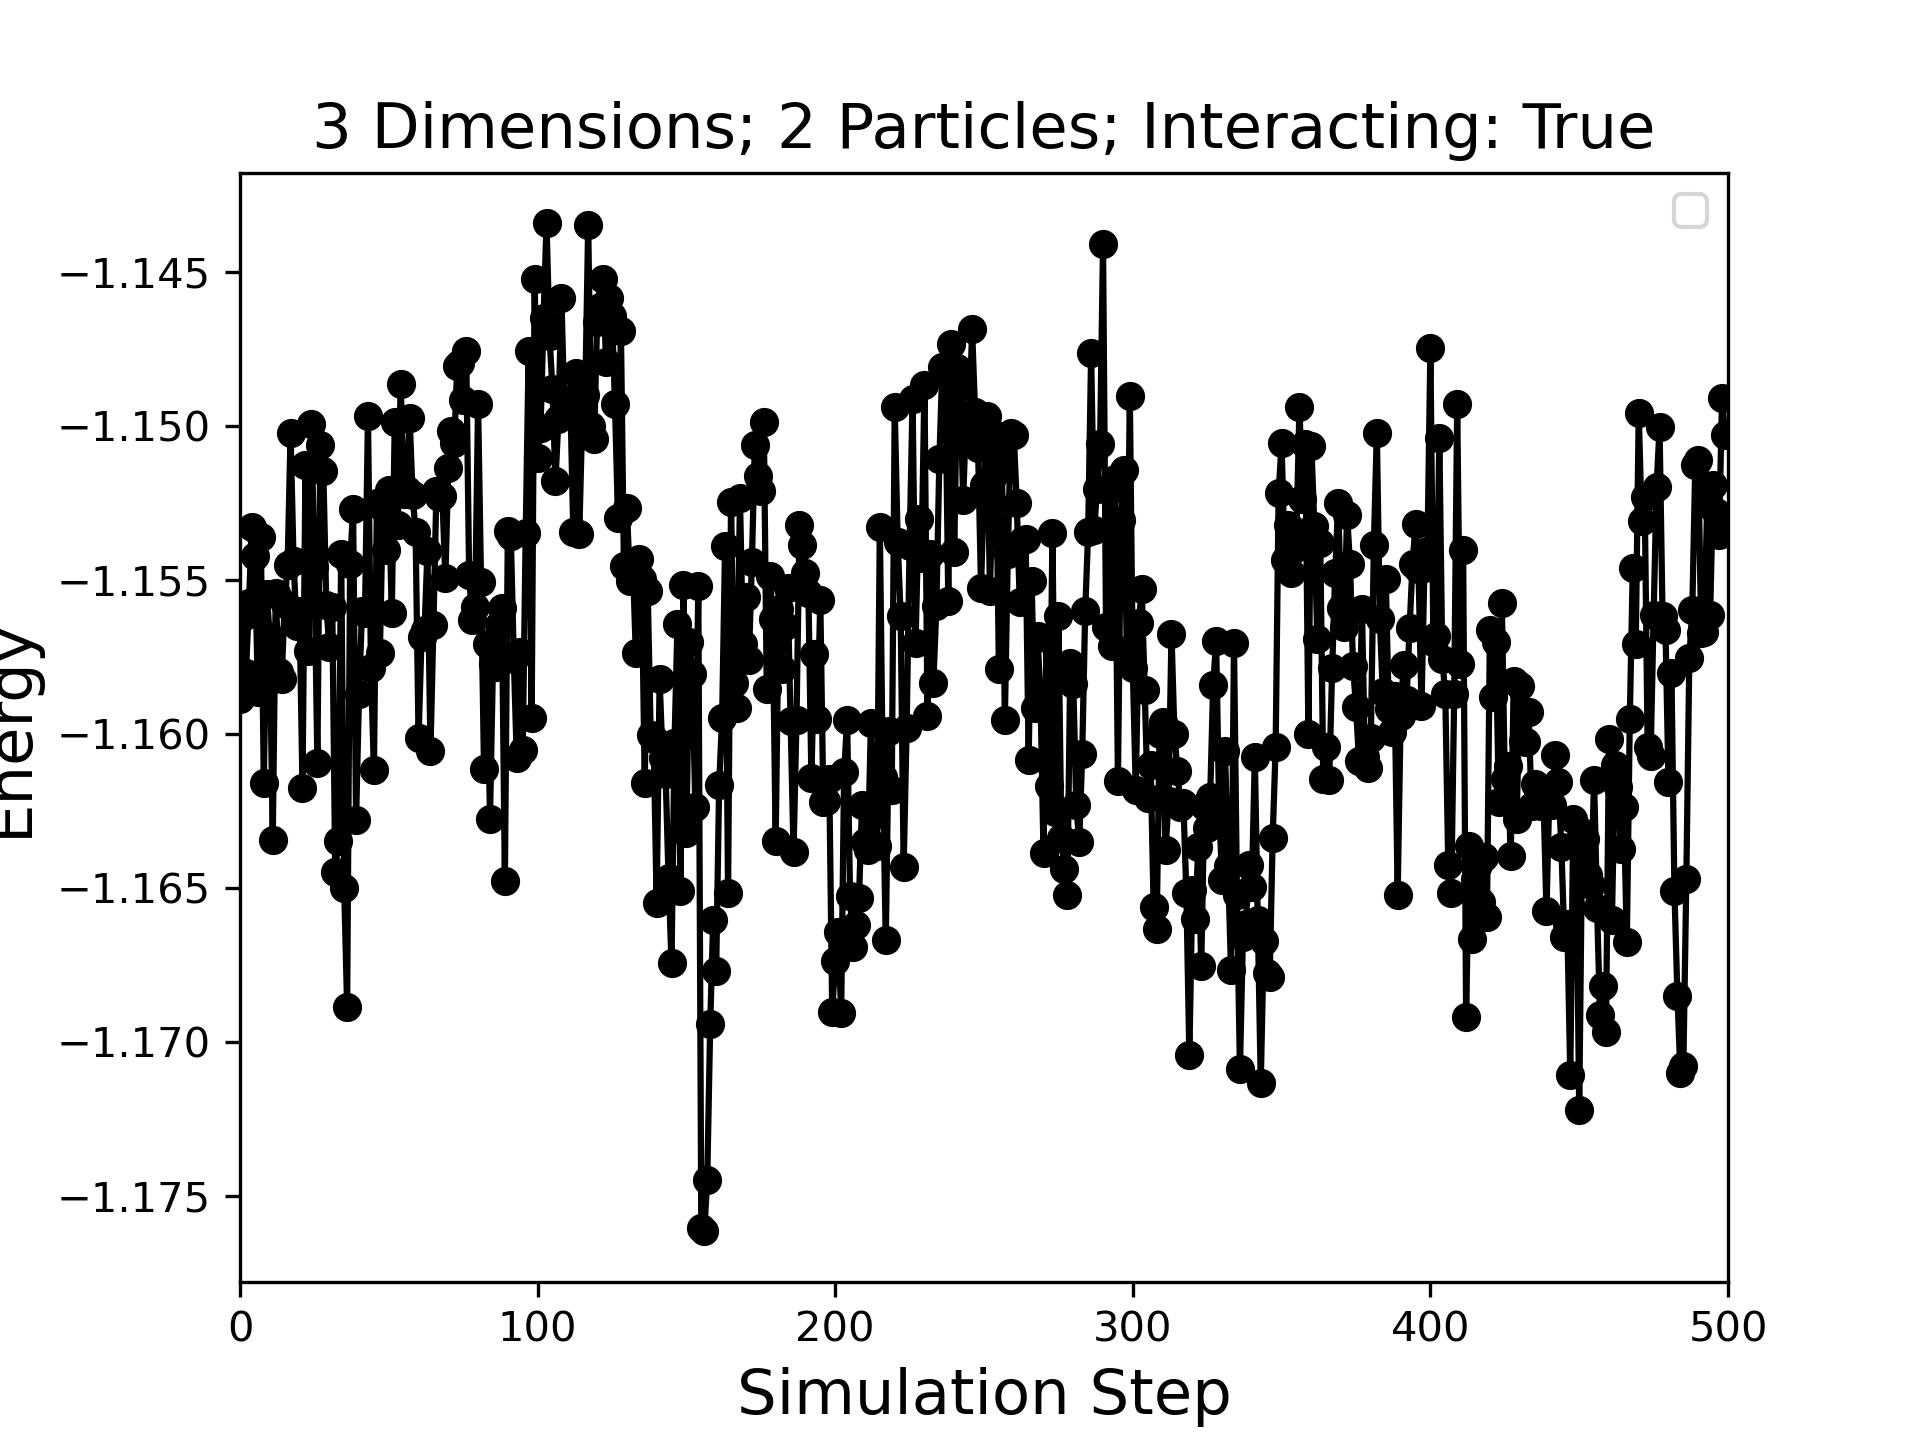 3 Dimensions; 2 Particles; Interacting: True
−1.145
−1.150
−1.155
−1.160
−1.165
−1.170
−1.175
Energy
0 100 200 300 400 500
Simulation Step